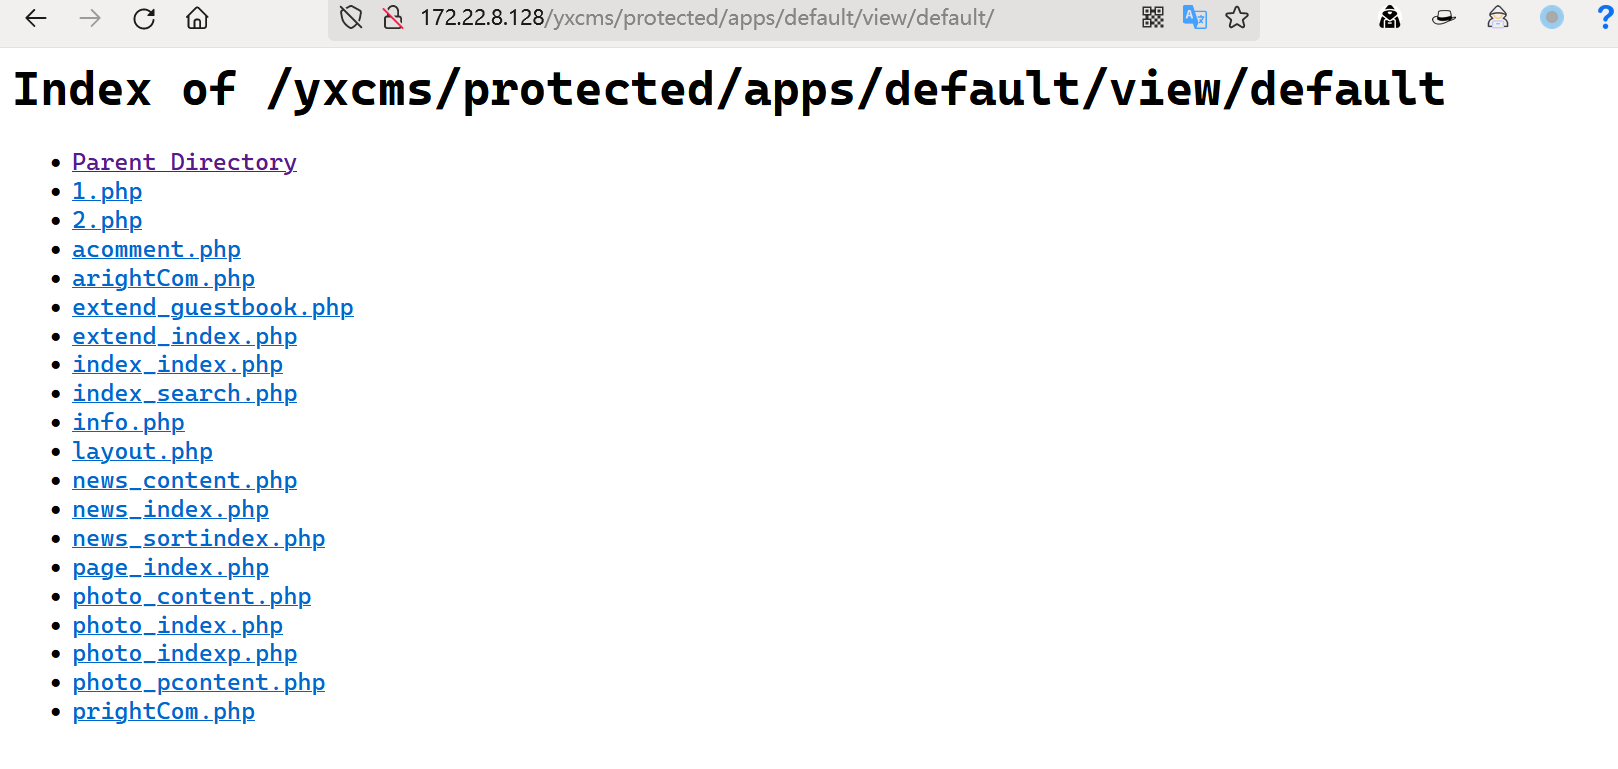 172.22.8.128/yxcms/protected/apps/default/view/default/
Index of /yxcms/protected/apps/default/view/default
Parent Directory
1.php
2.php
acomment.php
arightCom.php
extend_guestbook.php
extend_index.php
index_index.php
index_search.php
info.php
layout.php
news_content.php
news_index.php
news_sortindex.php
page_index.php
photo_content.php
photo_index.php
photo_indexp.php
photo_pcontent.php
prightCom.php